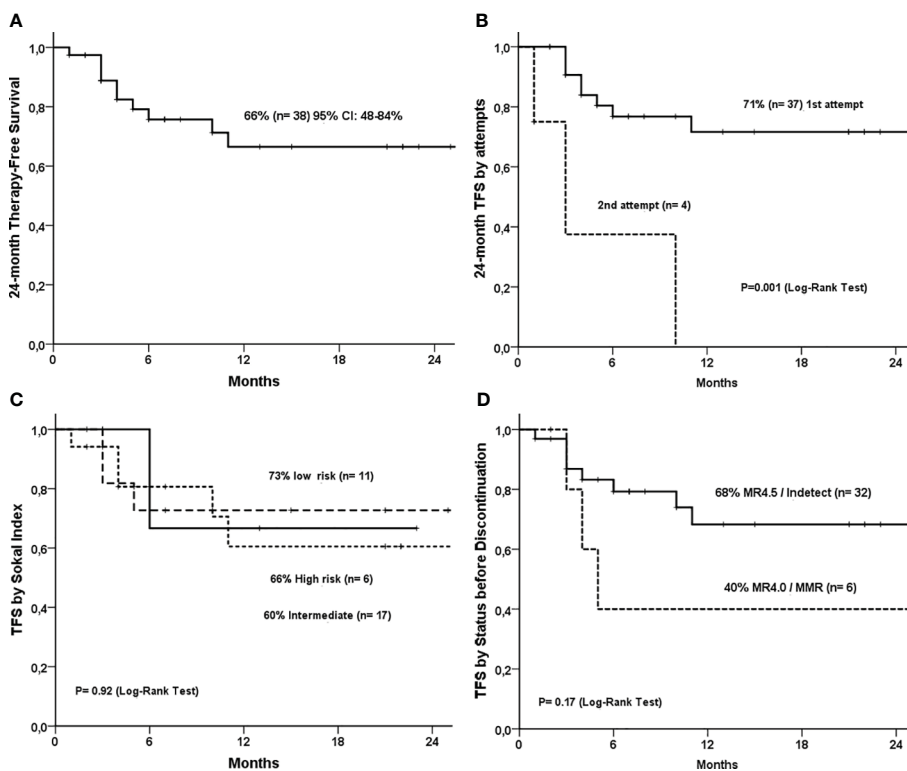 A
24-month Therapy-Free Survival
1,0
0,8
0,6
0,4
0,2
0,0
66% (n= 38) 95% CI: 48-84%
0 6 12 18 24
Months
B
24-month TFS by attempts
1,0
0,8
0,6
0,4
0,2
0,0
71% (n= 37) 1st attempt
2nd attempt (n= 4)
P=0.001 (Log-Rank Test)
0 6 12 18 24
Months
C
TFS by Sokal Index
1,0
0,8
0,6
0,4
0,2
0,0
73% low risk (n= 11)
66% High risk (n= 6)
60% Intermediate (n= 17)
P= 0.92 (Log-Rank Test)
0 6 12 18 24
Months
D
TFS by Status before Discontinuation
1,0
0,8
0,6
0,4
0,2
0,0
68% MR4.5 / Indetect (n= 32)
40% MR4.0 / MMR (n= 6)
P= 0.17 (Log-Rank Test)
0 6 12 18 24
Months